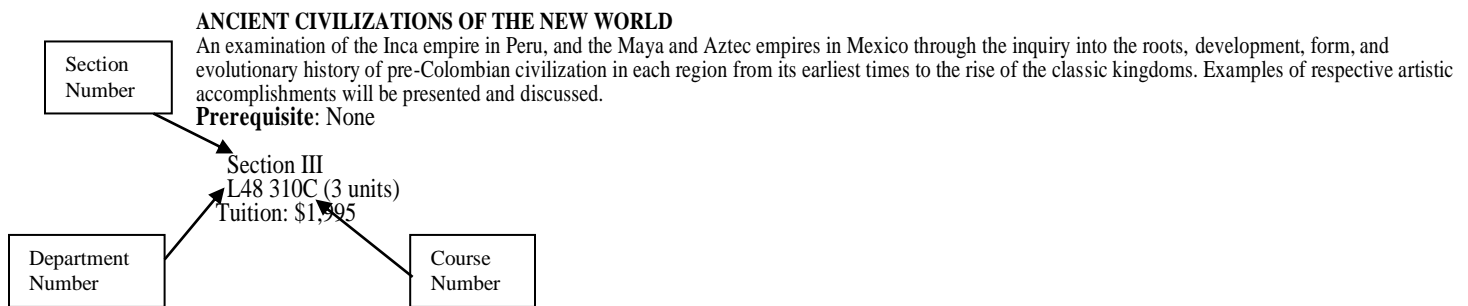 ANCIENT CIVILIZATIONS OF THE NEW WORLD
An examination of the Inca empire in Peru, and the Maya and Aztec empires in Mexico through the inquiry into the roots, development, form, and
evolutionary history of pre-Colombian civilization in each region from its earliest times to the rise of the classic kingdoms. Examples of respective artistic
accomplishments will be presented and discussed.
Prerequisite: None
Section
Number
Section III
L48 310C (3 units)
Tuition: $1,995
Department
Number
Course
Number